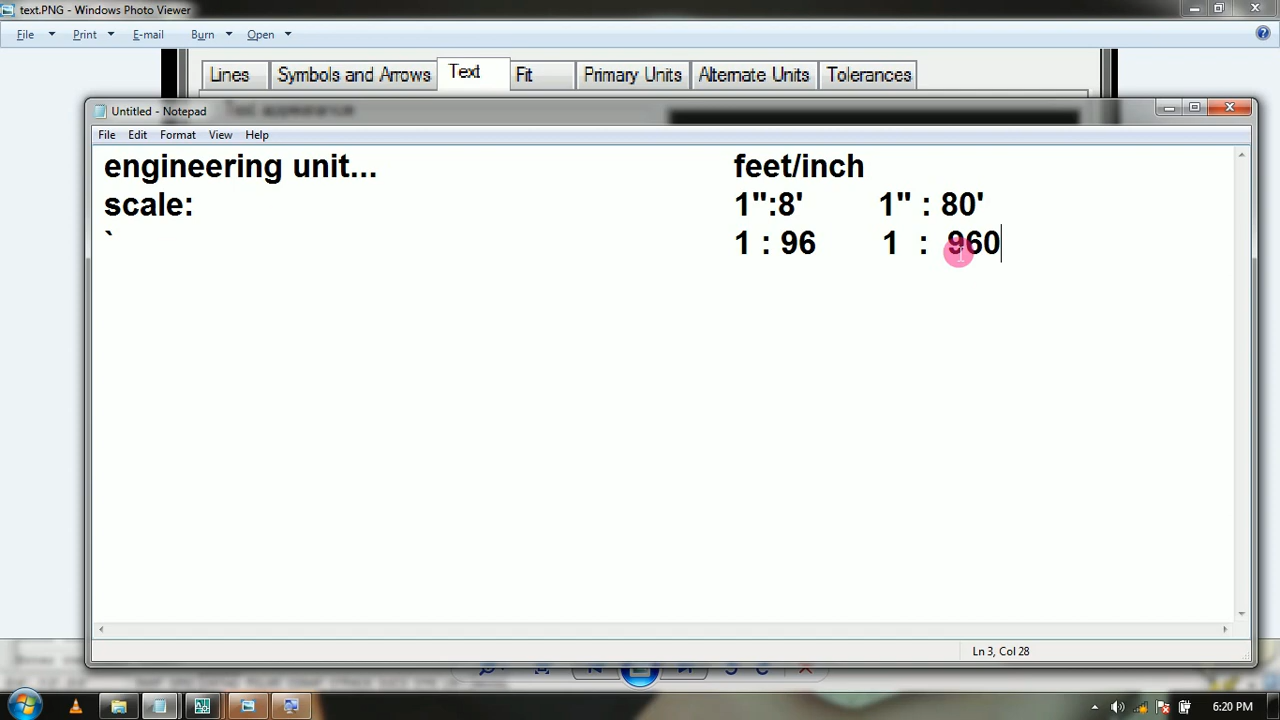 text.PNG - Windows Photo Viewer
File Print E-mail Burn Open
Lines Symbols and Arrows Text Fit Primary Units Alternate Units Tolerances
Text appearance
Untitled - Notepad
File Edit Format View Help
engineering unit... feet/inch
scale: 1":8' 1" : 80'
` 1 : 96 1 : 960
Ln 3, Col 28
6:20 PM